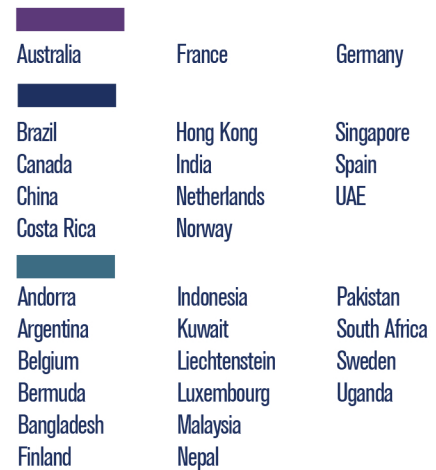 Australia France Germany
Brazil Hong Kong Singapore
Canada India Spain
China Netherlands UAE
Costa Rica Norway
Andorra Indonesia Pakistan
Argentina Kuwait South Africa
Belgium Liechtenstein Sweden
Bermuda Luxembourg Uganda
Bangladesh Malaysia
Finland Nepal